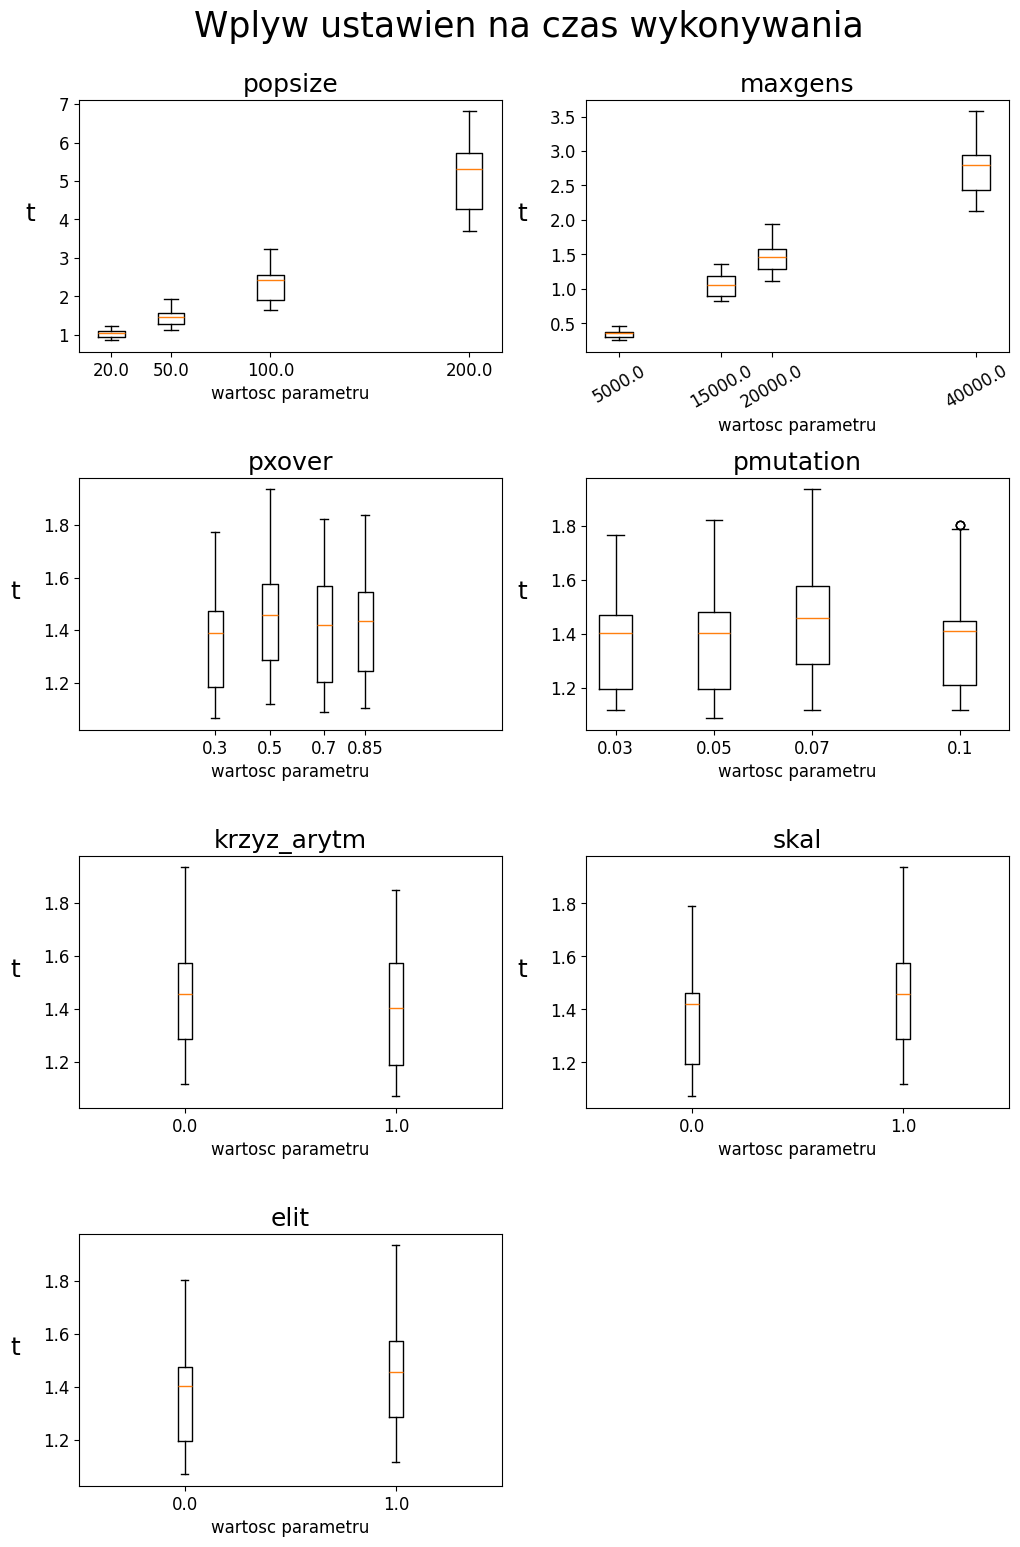 Wplyw ustawien na czas wykonywania
popsize
7
6
5
4
3
2
1
t
20.0 50.0 100.0 200.0
wartosc parametru
maxgens
3.5
3.0
2.5
2.0
1.5
1.0
0.5
t
5000.0 15000.0 20000.0 40000.0
wartosc parametru
pxover
1.8
1.6
1.4
1.2
t
0.3 0.5 0.7 0.85
wartosc parametru
pmutation
1.8
1.6
1.4
1.2
t
0.03 0.05 0.07 0.1
wartosc parametru
krzyz_arytm
1.8
1.6
1.4
1.2
t
0.0 1.0
wartosc parametru
skal
1.8
1.6
1.4
1.2
t
0.0 1.0
wartosc parametru
elit
1.8
1.6
1.4
1.2
t
0.0 1.0
wartosc parametru